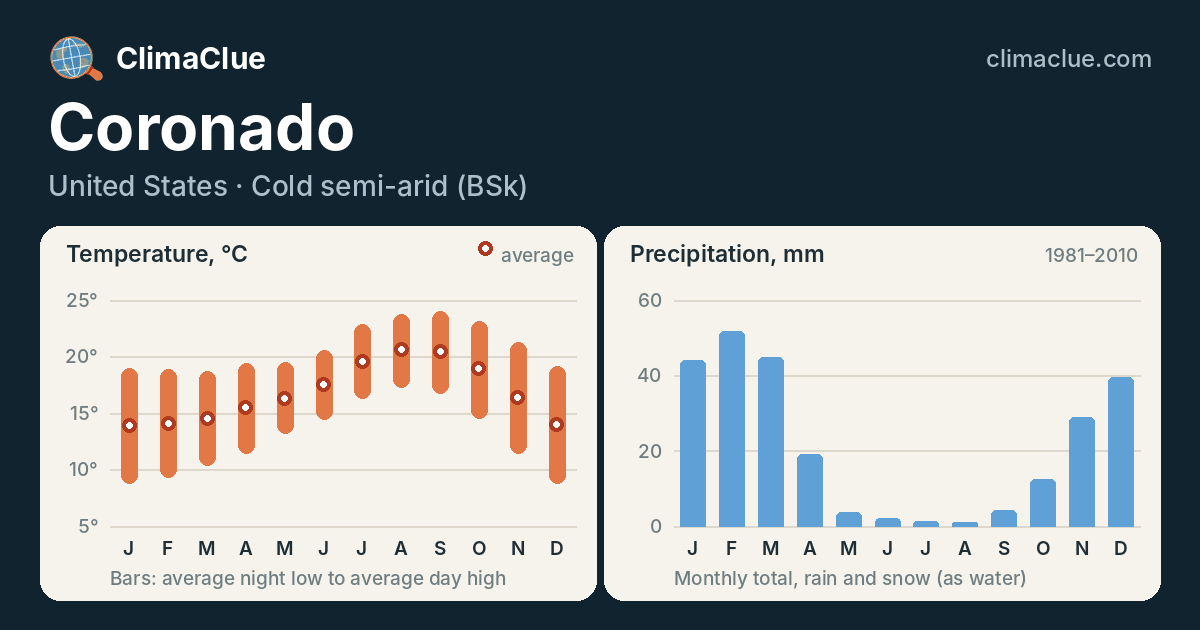 ClimaClue
climaclue.com
Coronado
United States · Cold semi-arid (BSk)
Temperature, °C
average
25°
20°
15°
10°
5°
J F M A M J J A S O N D
Bars: average night low to average day high
Precipitation, mm
1981–2010
60
40
20
0
J F M A M J J A S O N D
Monthly total, rain and snow (as water)